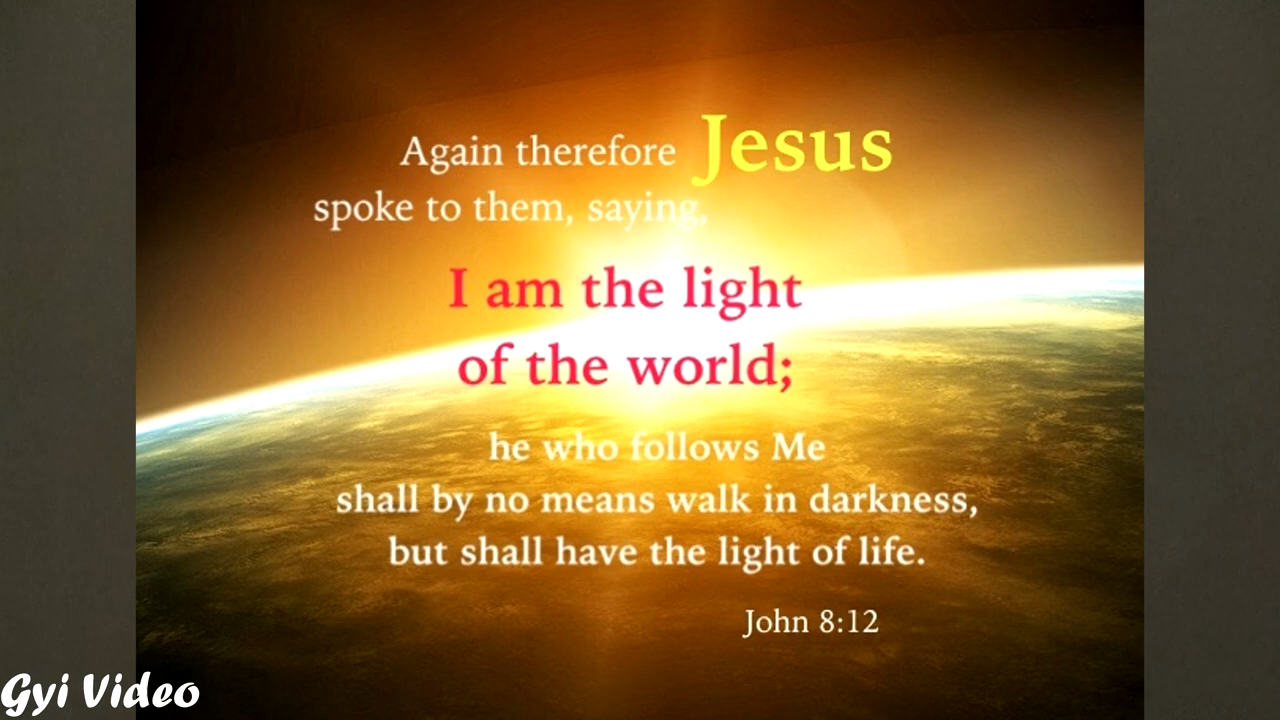 Again therefore Jesus
spoke to them, saying,
I am the light
of the world;
he who follows Me
shall by no means walk in darkness,
but shall have the light of life.
John 8:12
Gyi Video